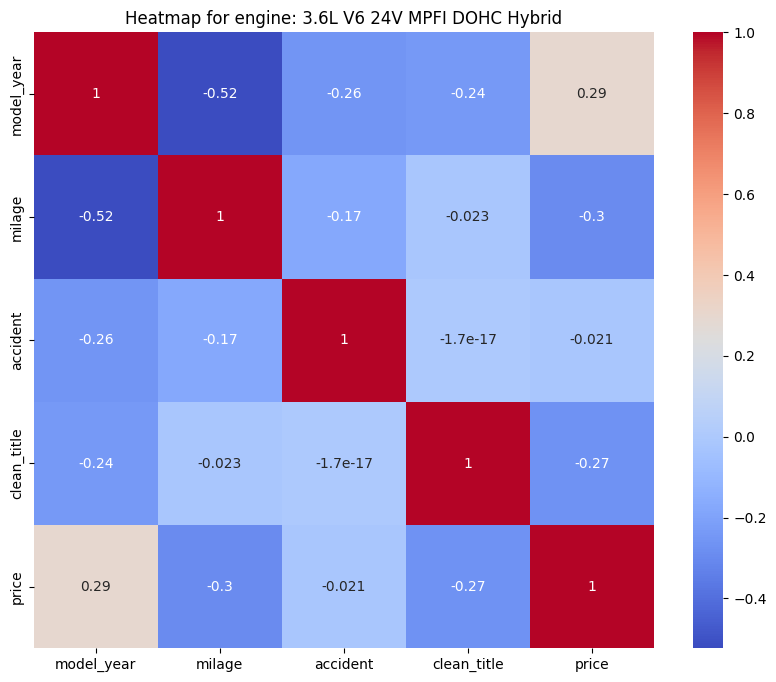 Heatmap for engine: 3.6L V6 24V MPFI DOHC Hybrid
model_year 1 -0.52 -0.26 -0.24 0.29
milage -0.52 1 -0.17 -0.023 -0.3
accident -0.26 -0.17 1 -1.7e-17 -0.021
clean_title -0.24 -0.023 -1.7e-17 1 -0.27
price 0.29 -0.3 -0.021 -0.27 1
model_year milage accident clean_title price
1.0
0.8
0.6
0.4
0.2
0.0
−0.2
−0.4